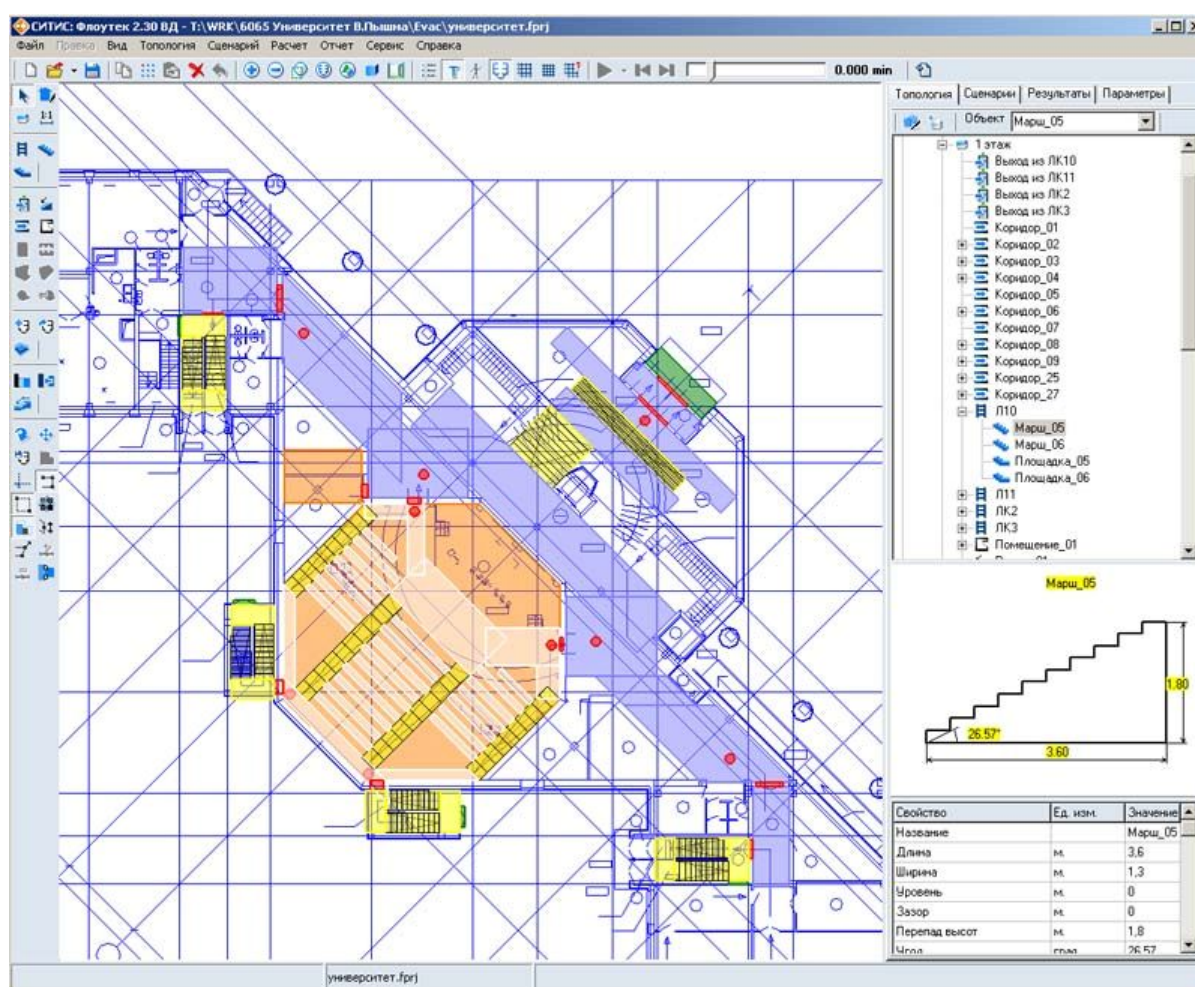 СИТИС: Флоутек 2.30 ВД - T:\WRK\6065 Университет В.Пышма\Evac\университет.fprj
Файл Правка Вид Топология Сценарий Расчет Отчет Сервис Справка
0.000 min
Топология Сценарии Результаты Параметры
Объект Марш_05
1 этаж
Выход из ЛК10
Выход из ЛК11
Выход из ЛК2
Выход из ЛК3
Коридор_01
Коридор_02
Коридор_03
Коридор_04
Коридор_05
Коридор_06
Коридор_07
Коридор_08
Коридор_09
Коридор_25
Коридор_27
Л10
Марш_05
Марш_06
Площадка_05
Площадка_06
Л11
ЛК2
ЛК3
Помещение_01
Марш_05
1.80
26.57°
3.60
Свойство Ед. изм. Значение
Название Марш_05
Длина м. 3,6
Ширина м. 1,3
Уровень м. 0
Зазор м. 0
Перепад высот м. 1,8
Угол град 26,57
университет.fprj